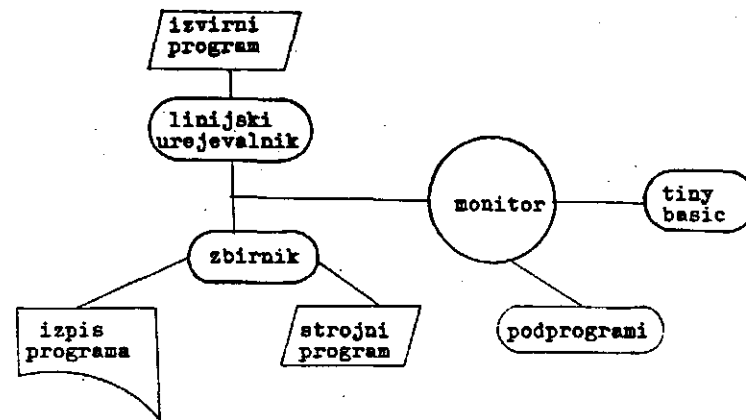 izvirni
program
linijski
urejevalnik
monitor
tiny
basic
zbirnik
izpis
programa
strojni
program
podprogrami